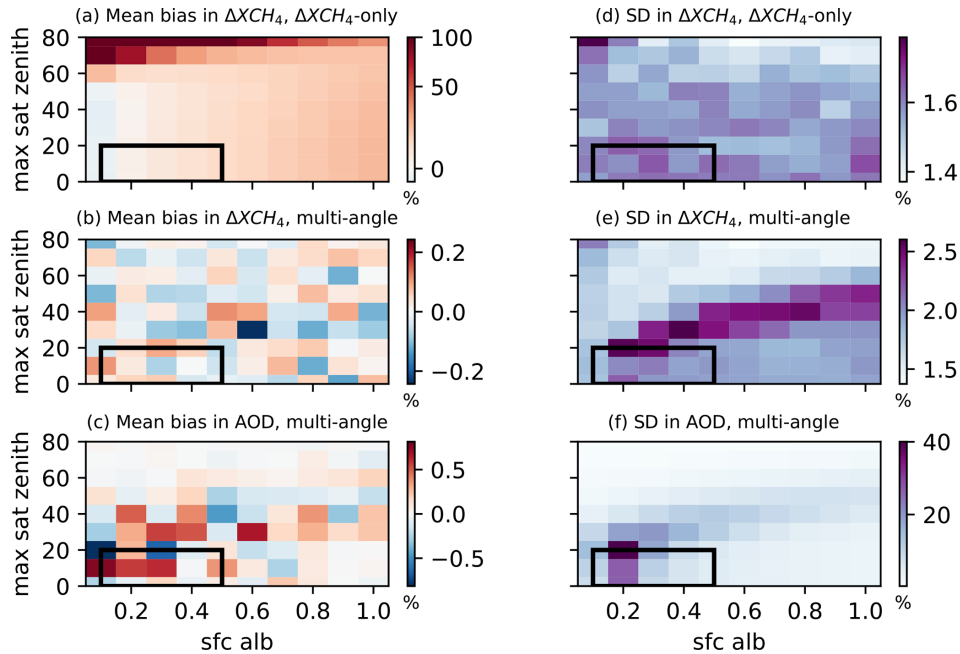 (a) Mean bias in ΔXCH₄, ΔXCH₄-only
80
60
40
20
0
max sat zenith
100
50
0
%
(d) SD in ΔXCH₄, ΔXCH₄-only
1.6
1.4
%
(b) Mean bias in ΔXCH₄, multi-angle
80
60
40
20
0
max sat zenith
0.2
0.0
−0.2
%
(e) SD in ΔXCH₄, multi-angle
2.5
2.0
1.5
%
(c) Mean bias in AOD, multi-angle
80
60
40
20
0
max sat zenith
0.2 0.4 0.6 0.8 1.0
sfc alb
0.5
0.0
−0.5
%
(f) SD in AOD, multi-angle
0.2 0.4 0.6 0.8 1.0
sfc alb
40
20
%